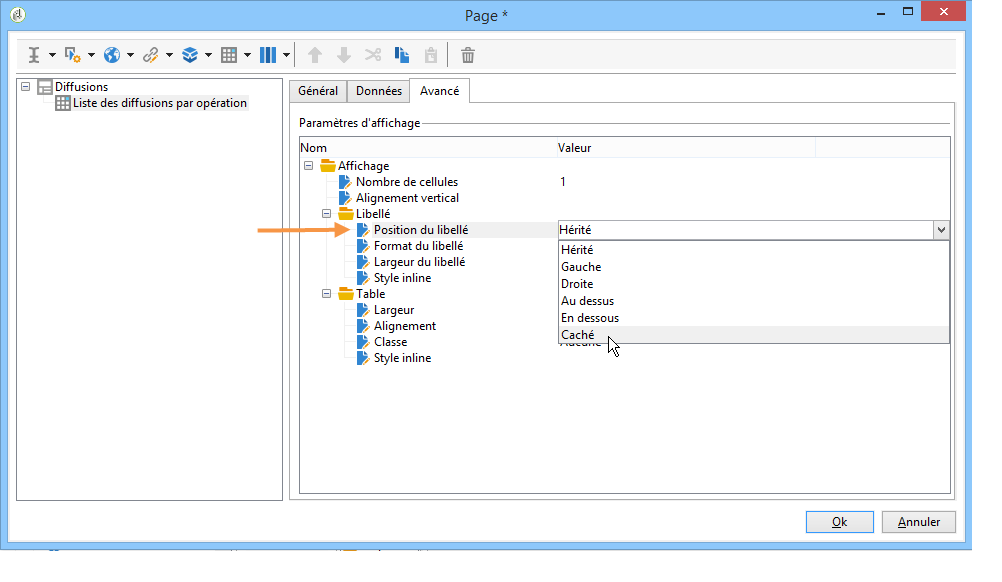 Page *
Diffusions
Liste des diffusions par opération
Général Données Avancé
Paramètres d'affichage
Nom Valeur
Affichage
Nombre de cellules 1
Alignement vertical
Libellé
Position du libellé Hérité
Format du libellé
Largeur du libellé
Style inline
Table
Largeur
Alignement
Classe
Style inline
Hérité
Gauche
Droite
Au dessus
En dessous
Caché
Ok Annuler